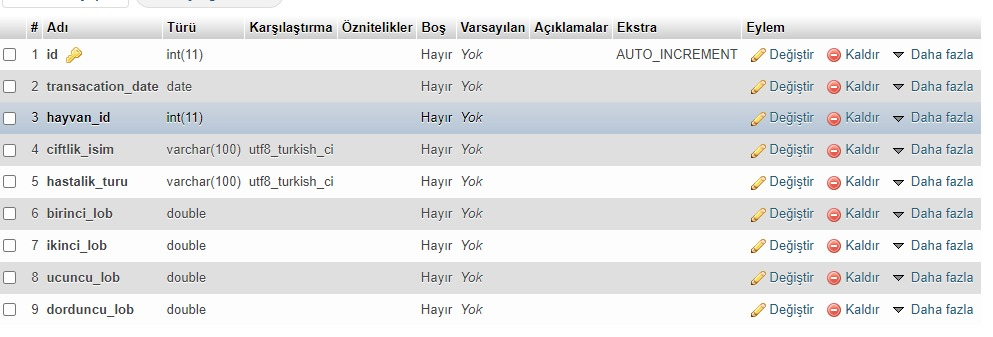 # Adı Türü Karşılaştırma Öznitelikler Boş Varsayılan Açıklamalar Ekstra Eylem
1 id int(11) Hayır Yok AUTO_INCREMENT Değiştir Kaldır Daha fazla
2 transacation_date date Hayır Yok Değiştir Kaldır Daha fazla
3 hayvan_id int(11) Hayır Yok Değiştir Kaldır Daha fazla
4 ciftlik_isim varchar(100) utf8_turkish_ci Hayır Yok Değiştir Kaldır Daha fazla
5 hastalik_turu varchar(100) utf8_turkish_ci Hayır Yok Değiştir Kaldır Daha fazla
6 birinci_lob double Hayır Yok Değiştir Kaldır Daha fazla
7 ikinci_lob double Hayır Yok Değiştir Kaldır Daha fazla
8 ucuncu_lob double Hayır Yok Değiştir Kaldır Daha fazla
9 dorduncu_lob double Hayır Yok Değiştir Kaldır Daha fazla